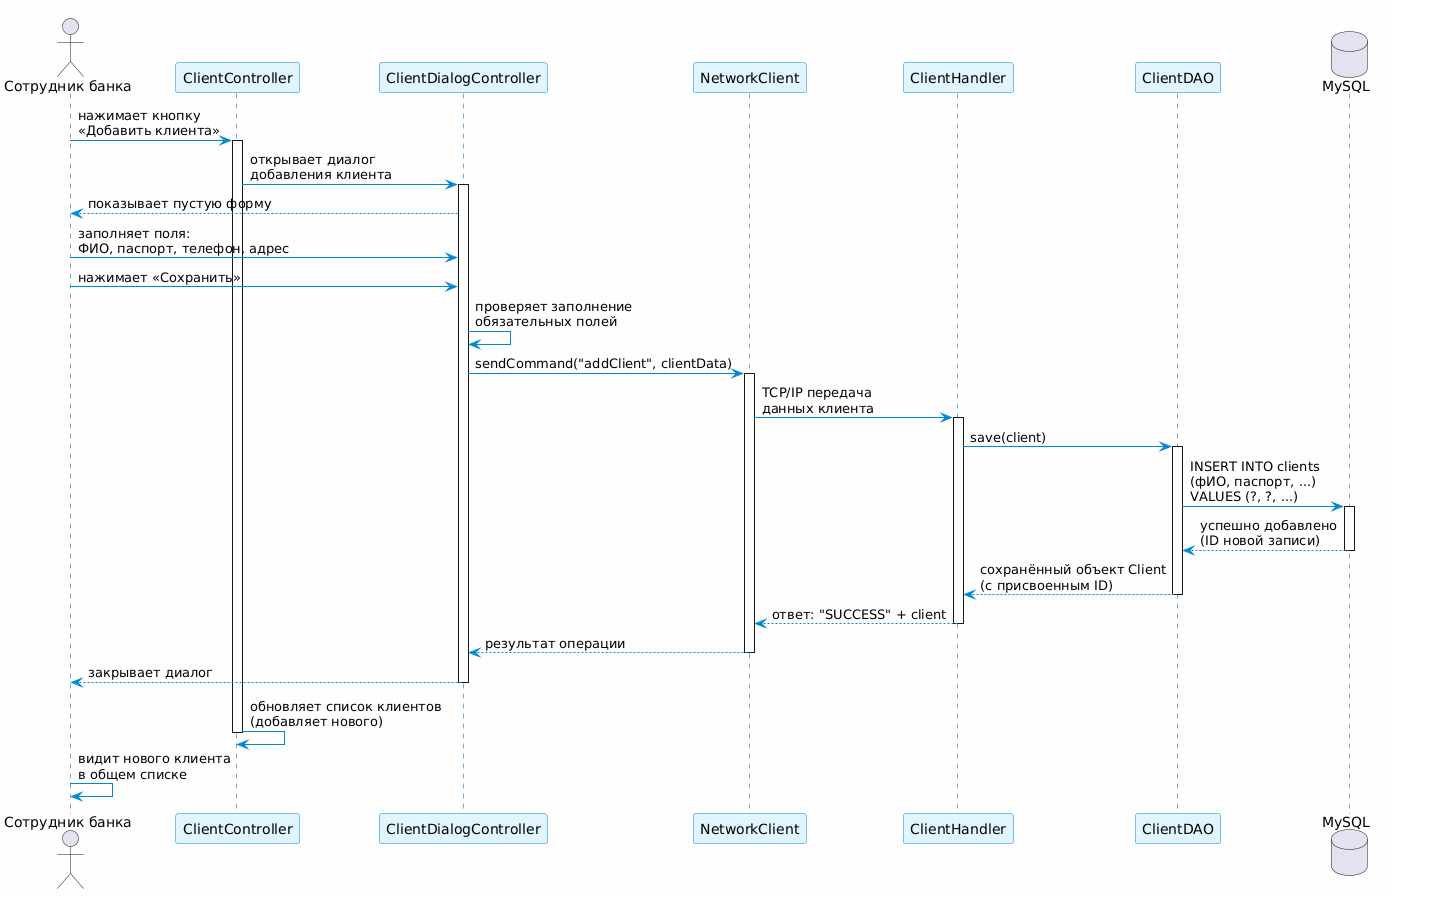 Сотрудник банка
ClientController
ClientDialogController
NetworkClient
ClientHandler
ClientDAO
MySQL
нажимает кнопку
«Добавить клиента»
открывает диалог
добавления клиента
показывает пустую форму
заполняет поля:
ФИО, паспорт, телефон, адрес
нажимает «Сохранить»
проверяет заполнение
обязательных полей
sendCommand("addClient", clientData)
TCP/IP передача
данных клиента
save(client)
INSERT INTO clients
(фИО, паспорт, ...)
VALUES (?, ?, ...)
успешно добавлено
(ID новой записи)
сохранённый объект Client
(с присвоенным ID)
ответ: "SUCCESS" + client
результат операции
закрывает диалог
обновляет список клиентов
(добавляет нового)
видит нового клиента
в общем списке
Сотрудник банка
ClientController
ClientDialogController
NetworkClient
ClientHandler
ClientDAO
MySQL